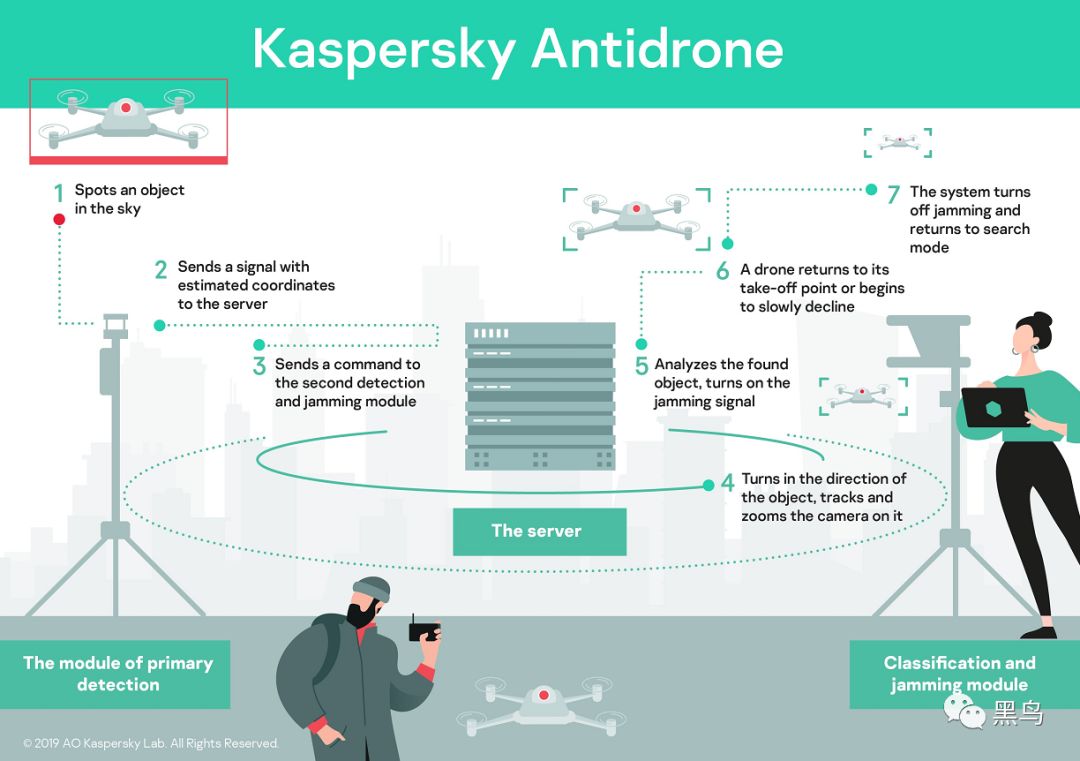 Kaspersky Antidrone
1
Spots an object
in the sky
2
Sends a signal with
estimated coordinates
to the server
3
Sends a command to
the second detection
and jamming module
4
Turns in the direction of
the object, tracks and
zooms the camera on it
5
Analyzes the found
object, turns on the
jamming signal
6
A drone returns to its
take-off point or begins
to slowly decline
7
The system turns
off jamming and
returns to search
mode
The server
The module of primary
detection
Classification and
jamming module
黑鸟
© 2019 AO Kaspersky Lab. All Rights Reserved.